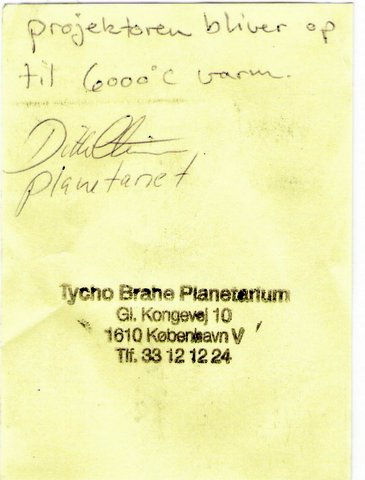 projektoren bliver op
til 6000°C varm.
planetariet
Tycho Brahe Planetarium
Gl. Kongevej 10
1610 København V
Tlf. 33 12 12 24